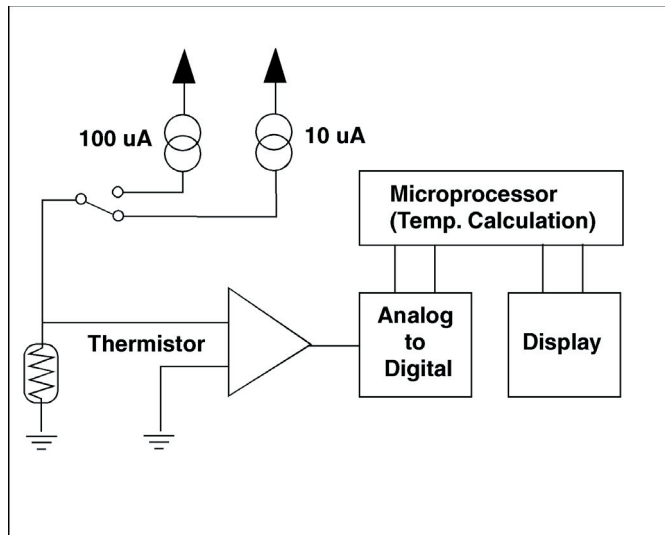 100 uA
10 uA
Microprocessor
(Temp. Calculation)
Thermistor
Analog
to
Digital
Display